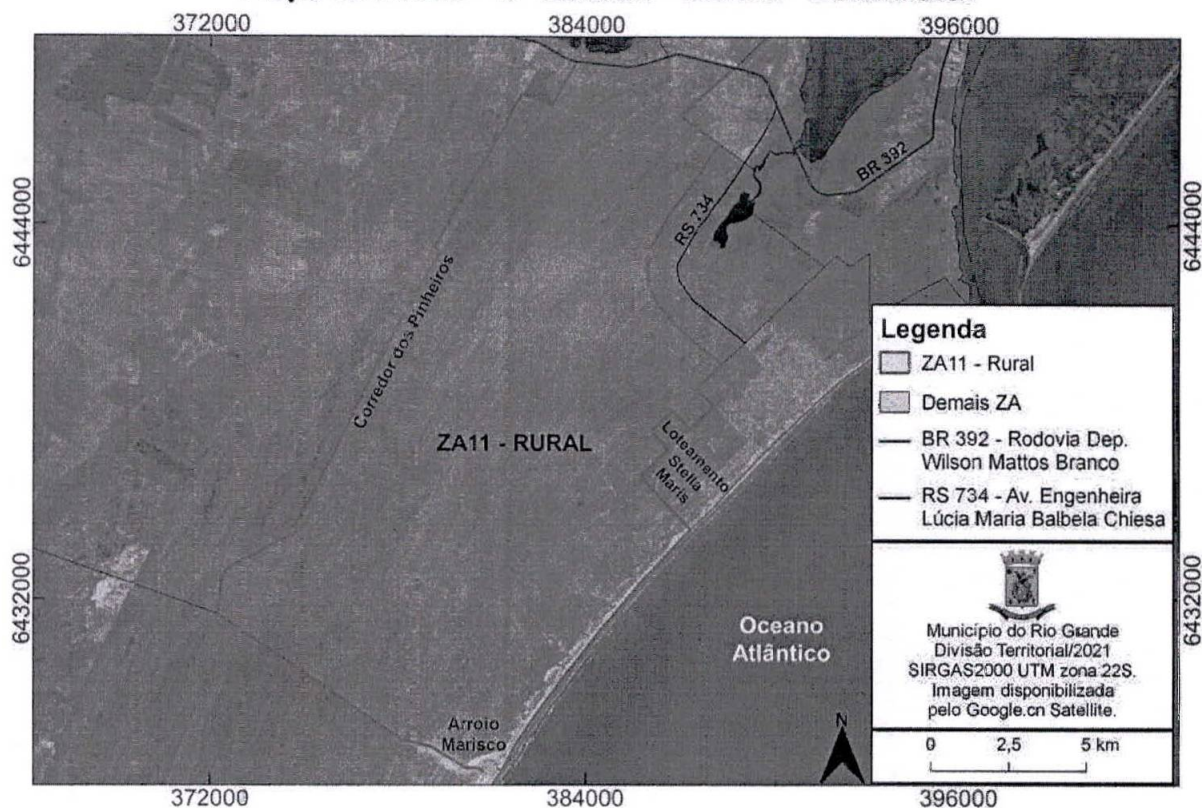 372000
384000
396000
6444000
6444000
BR 392
RS 734
Corredor dos Pinheiros
ZA11 - RURAL
Loteamento
Stella
Maris
Legenda
ZA11 - Rural
Demais ZA
BR 392 - Rodovia Dep.
Wilson Mattos Branco
RS 734 - Av. Engenheira
Lúcia Maria Balbela Chiesa
6432000
6432000
Oceano
Atlântico
Município do Rio Grande
Divisão Territorial/2021
SIRGAS2000 UTM zona 22S.
Imagem disponibilizada
pelo Google.cn Satellite.
Arroio
Marisco
N
0 2,5 5 km
372000
384000
396000